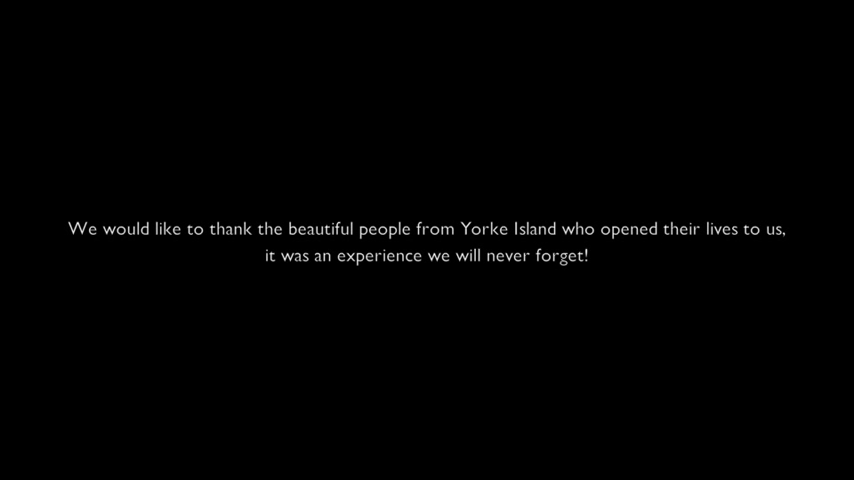 We would like to thank the beautiful people from Yorke Island who opened their lives to us,
it was an experience we will never forget!